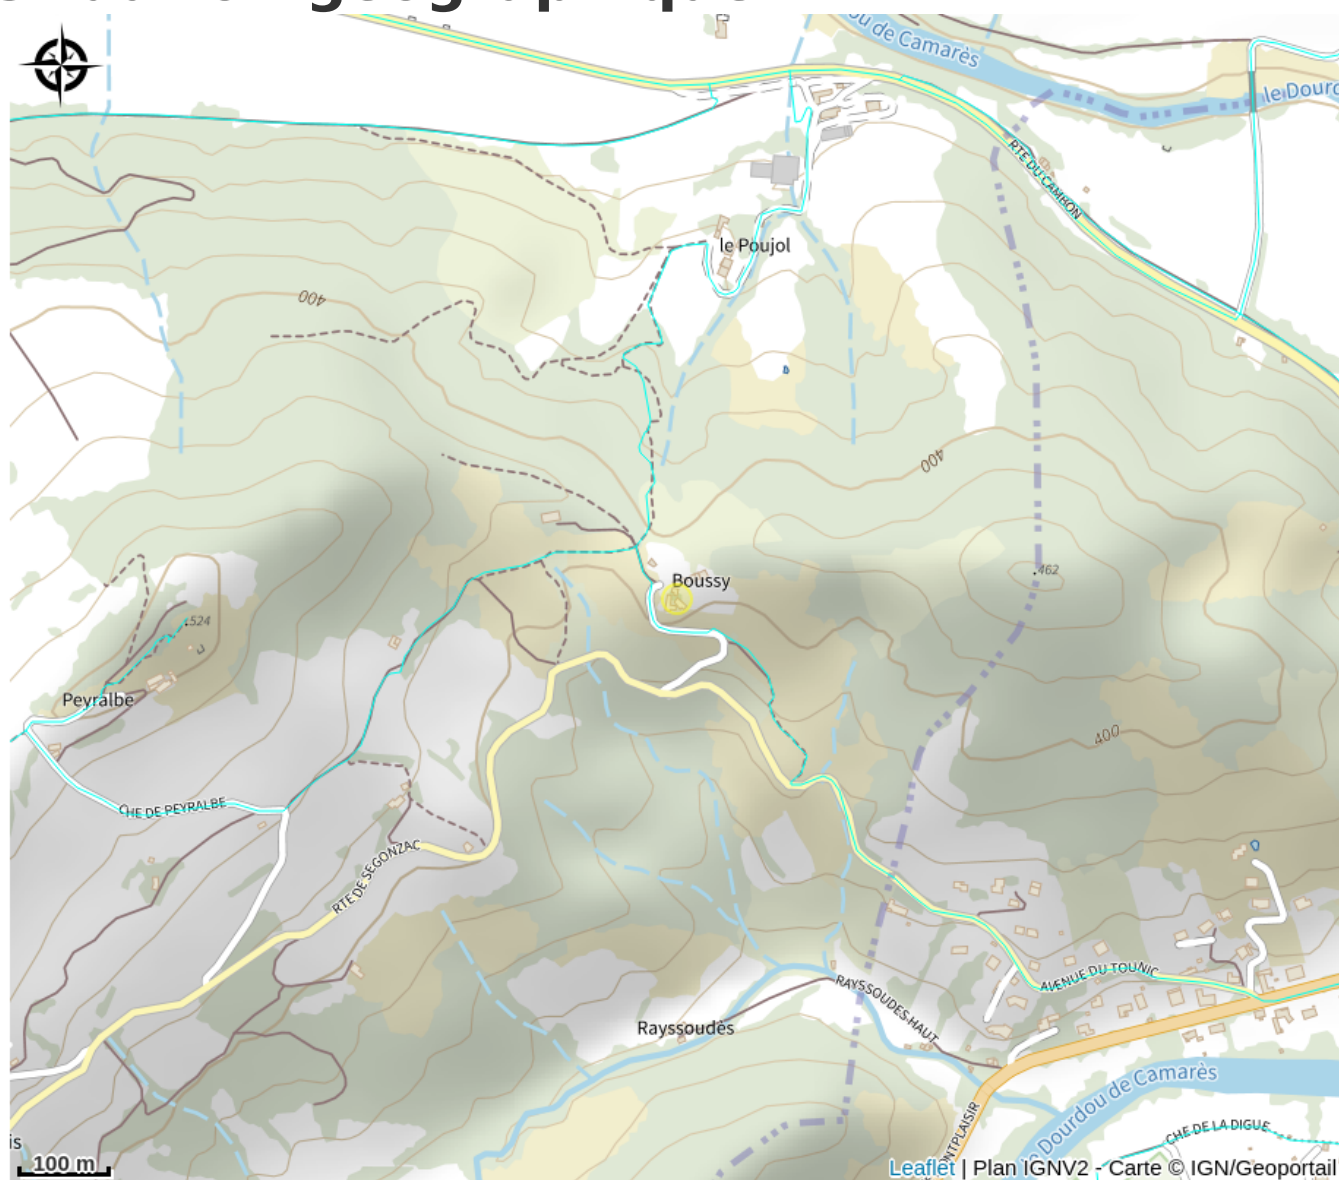 ou de Camarès
le Dourd
RTE DU CAMBON
le Poujol
400
400
462
Boussy
524
Peyralbe
400
CHE DE PEYRALBE
RTE DE SEGONZAC
AVENUE DU TOUNIC
RAYSSOUDES HAUT
Rayssoudès
Dourdou de Camarès
ONTPLAISIR
CHE DE LA DIGUE
is
100 m
Leaflet | Plan IGNV2 - Carte © IGN/Geoportail